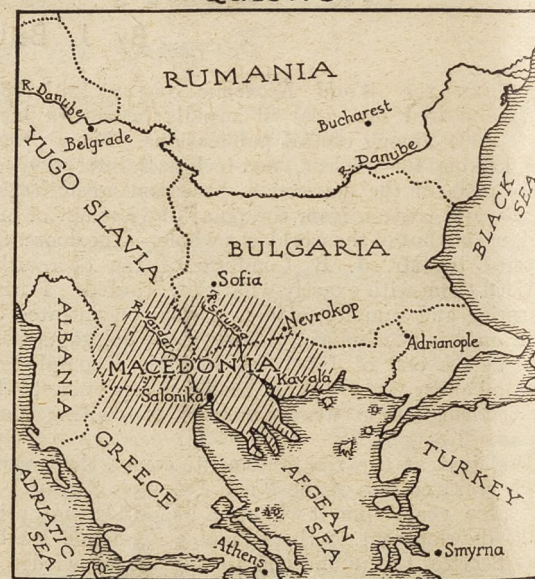 RUMANIA
R. Danube
Bucharest
Belgrade
R. Danube
YUGO SLAVIA
BLACK SEA
BULGARIA
Sofia
R. Struma
Nevrokop
R. Vardar
ALBANIA
Adrianople
MACEDONIA
Kavala
Salonika
GREECE
TURKEY
AEGEAN SEA
ADRIATIC SEA
Athens
Smyrna